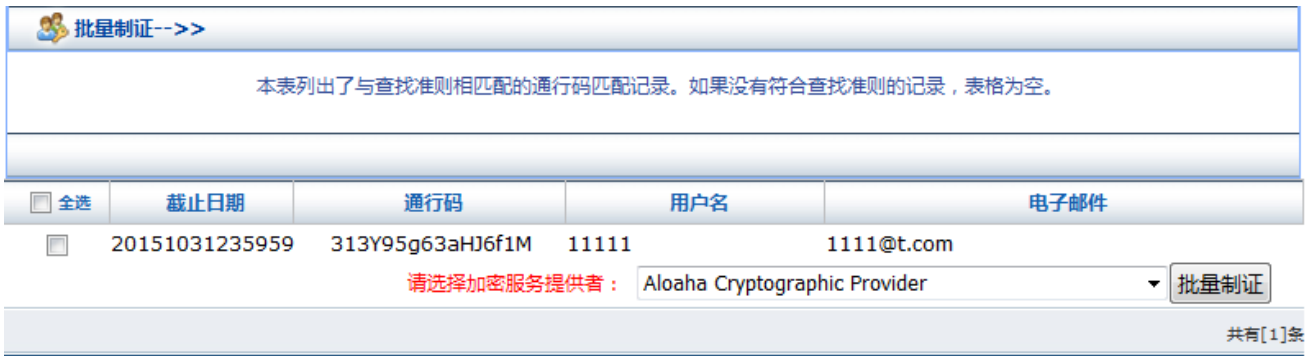 批量制证-->>
本表列出了与查找准则相匹配的通行码匹配记录。如果没有符合查找准则的记录，表格为空。
全选 截止日期 通行码 用户名 电子邮件
20151031235959 313Y95g63aHJ6f1M 11111 1111@t.com
请选择加密服务提供者： Aloaha Cryptographic Provider 批量制证
共有[1]条